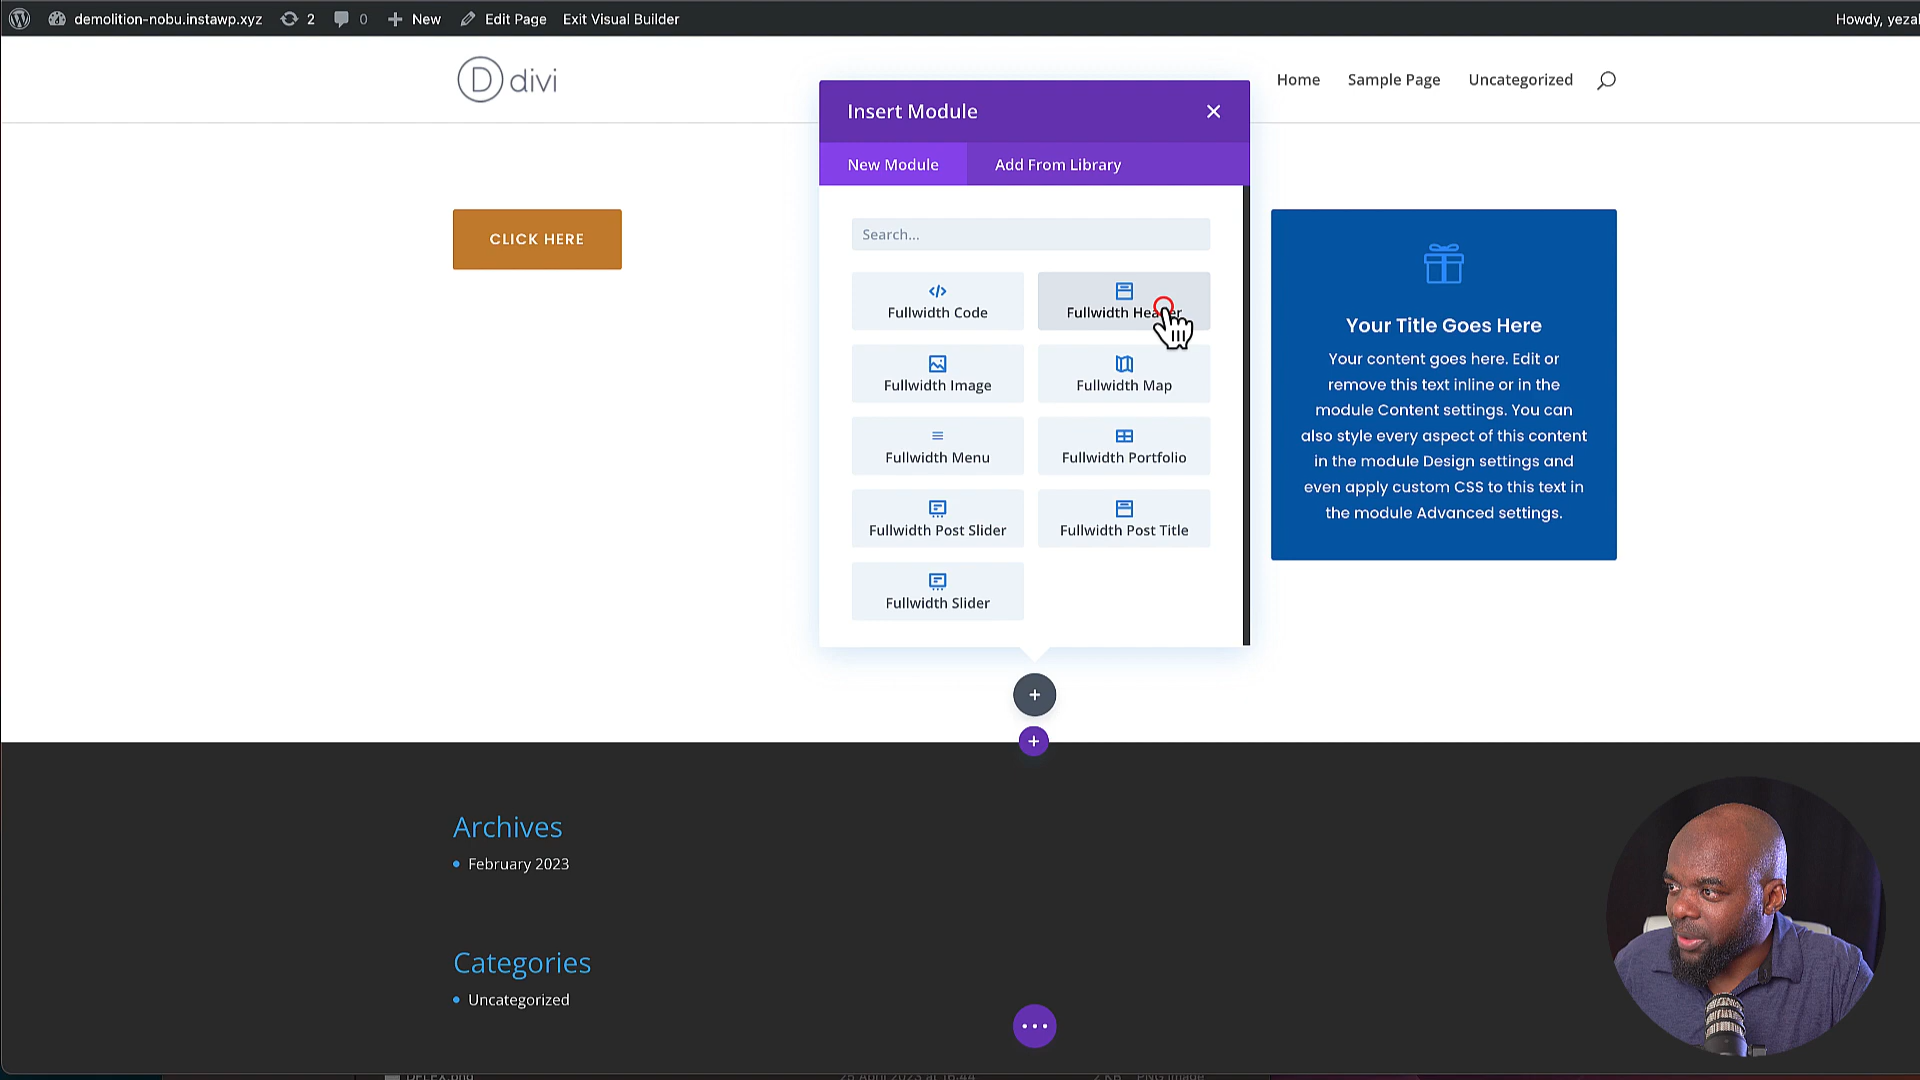 demolition-nobu.instawp.xyz 2 0 New Edit Page Exit Visual Builder Howdy, yezal
D divi
Home Sample Page Uncategorized
Insert Module
New Module Add From Library
Search...
Fullwidth Code
Fullwidth Header
Fullwidth Image
Fullwidth Map
Fullwidth Menu
Fullwidth Portfolio
Fullwidth Post Slider
Fullwidth Post Title
Fullwidth Slider
CLICK HERE
Your Title Goes Here
Your content goes here. Edit or
remove this text inline or in the
module Content settings. You can
also style every aspect of this content
in the module Design settings and
even apply custom CSS to this text in
the module Advanced settings.
Archives
February 2023
Categories
Uncategorized